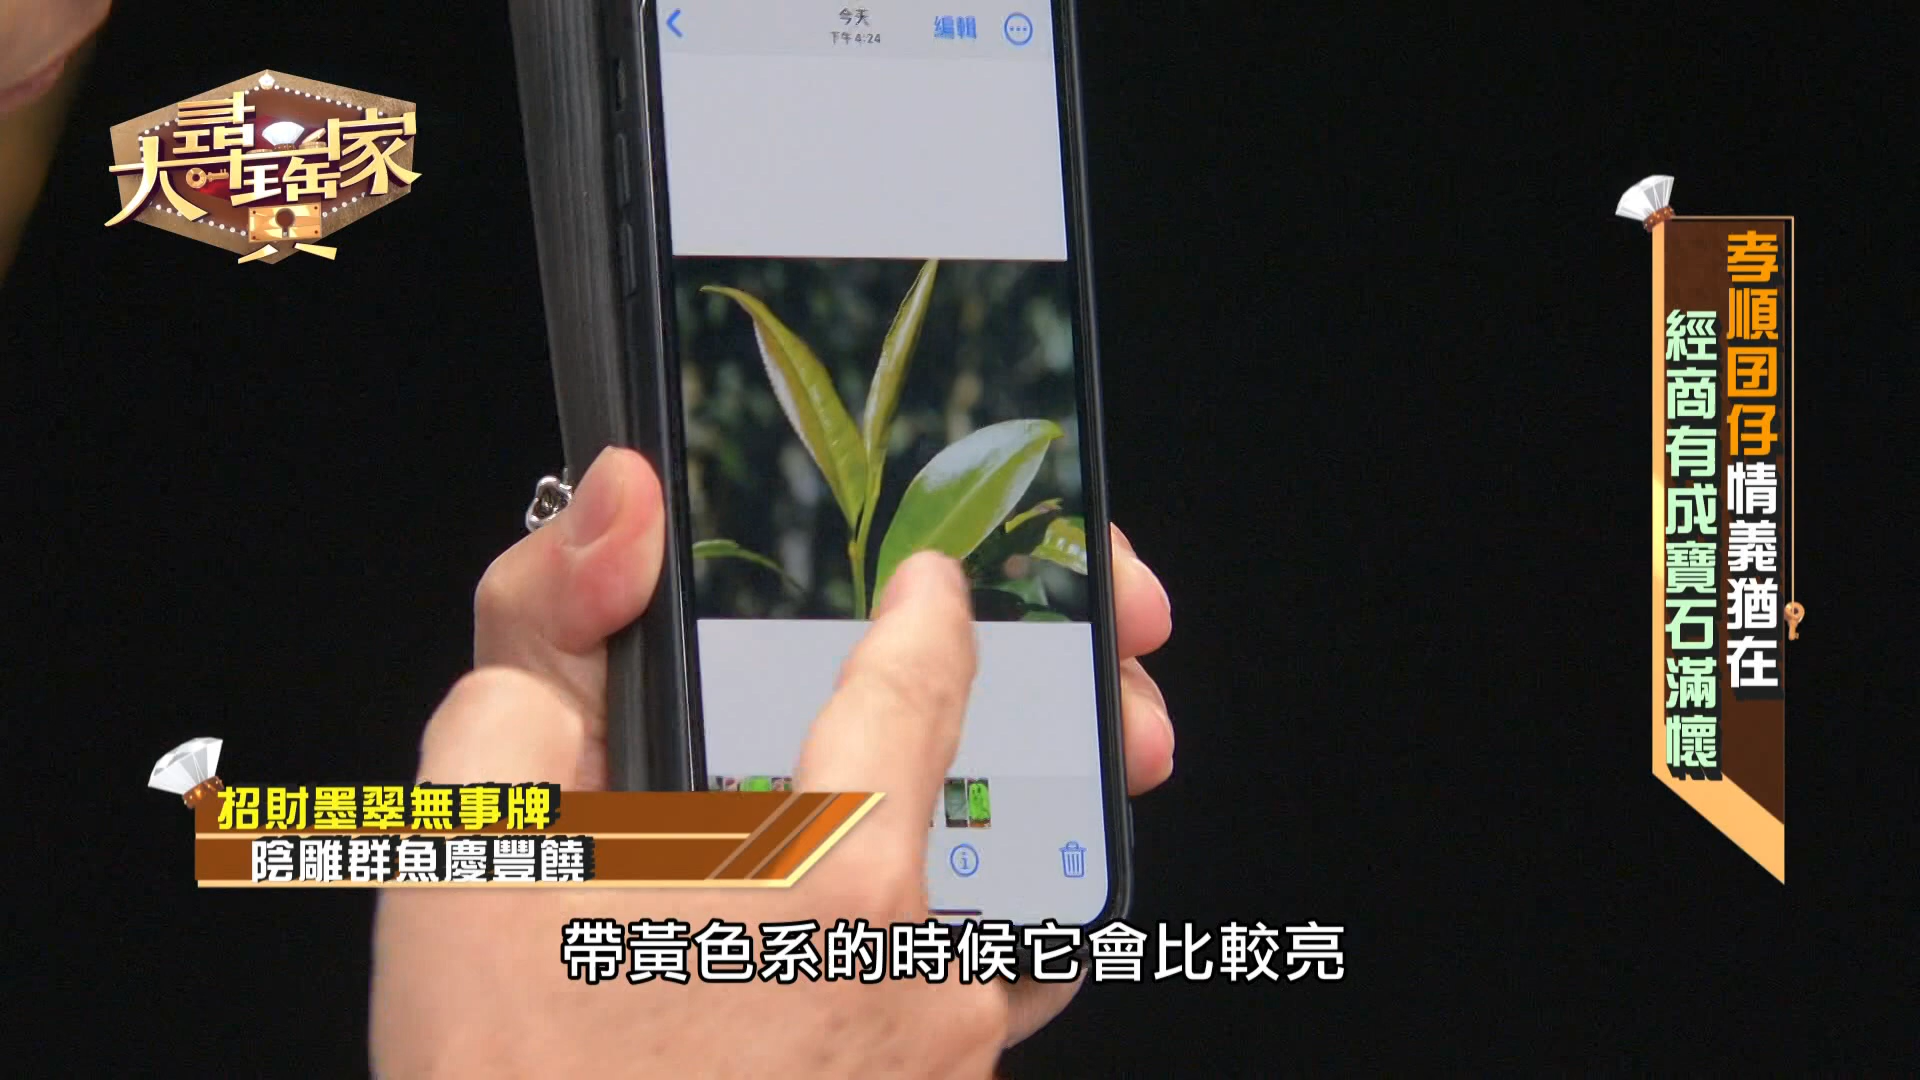 今天
下午4:24
編輯
大尋寶家
孝順囝仔情義猶在
經商有成寶石滿懷
招財墨翠無事牌
陰雕群魚慶豐饒
帶黃色系的時候它會比較亮